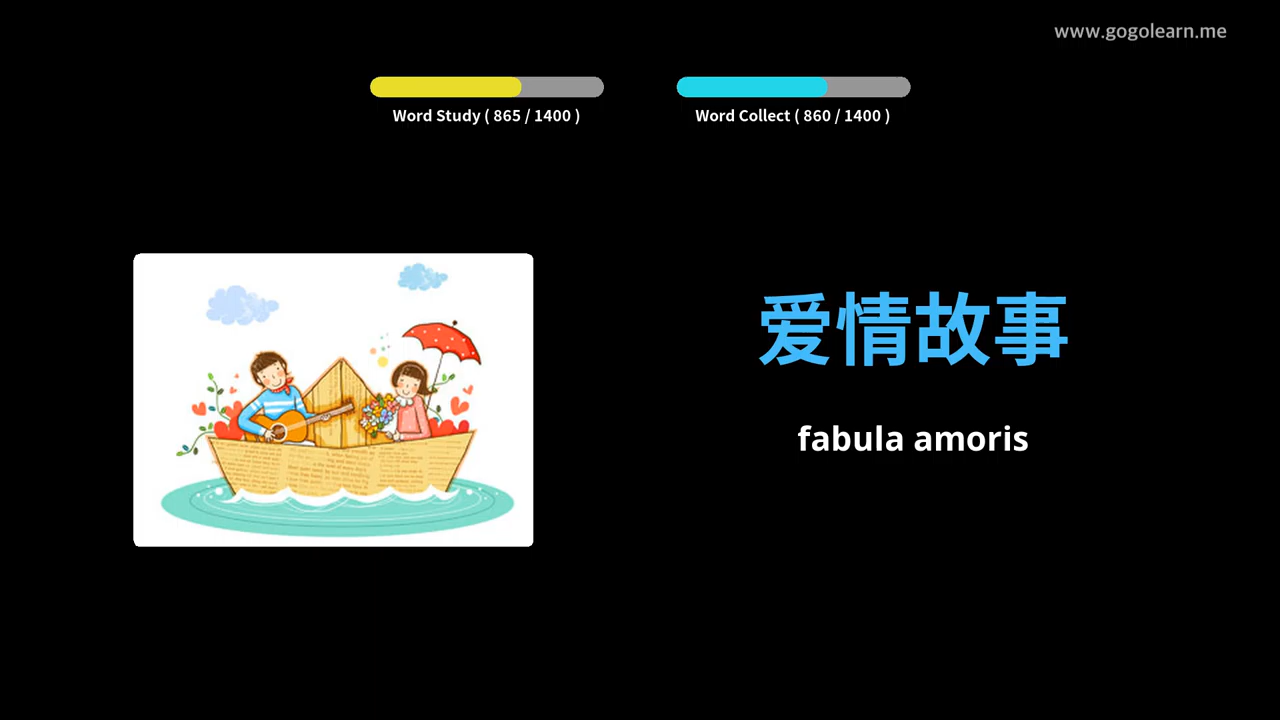 www.gogolearn.me
Word Study ( 865 / 1400 )
Word Collect ( 860 / 1400 )
爱情故事
fabula amoris